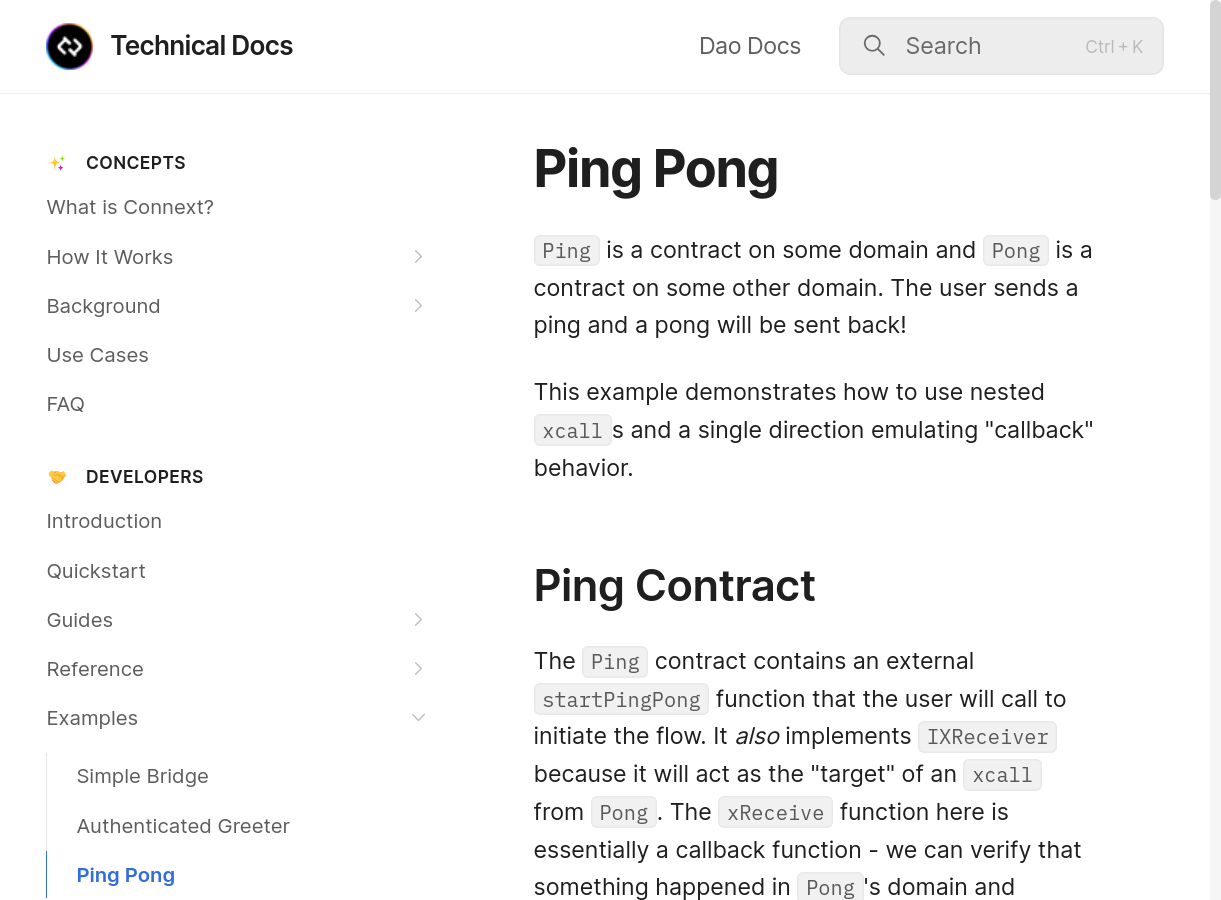 Technical Docs
Dao Docs
Search
Ctrl + K
CONCEPTS
What is Connext?
How It Works
Background
Use Cases
FAQ
DEVELOPERS
Introduction
Quickstart
Guides
Reference
Examples
Simple Bridge
Authenticated Greeter
Ping Pong
Ping Pong
Ping is a contract on some domain and Pong is a
contract on some other domain. The user sends a
ping and a pong will be sent back!
This example demonstrates how to use nested
xcall s and a single direction emulating "callback"
behavior.
Ping Contract
The Ping contract contains an external
startPingPong function that the user will call to
initiate the flow. It also implements IXReceiver
because it will act as the "target" of an xcall
from Pong. The xReceive function here is
essentially a callback function - we can verify that
something happened in Pong's domain and